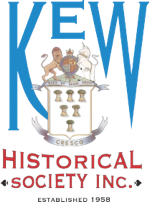 KEW
CRESCO
HISTORICAL
SOCIETY INC.
ESTABLISHED 1958